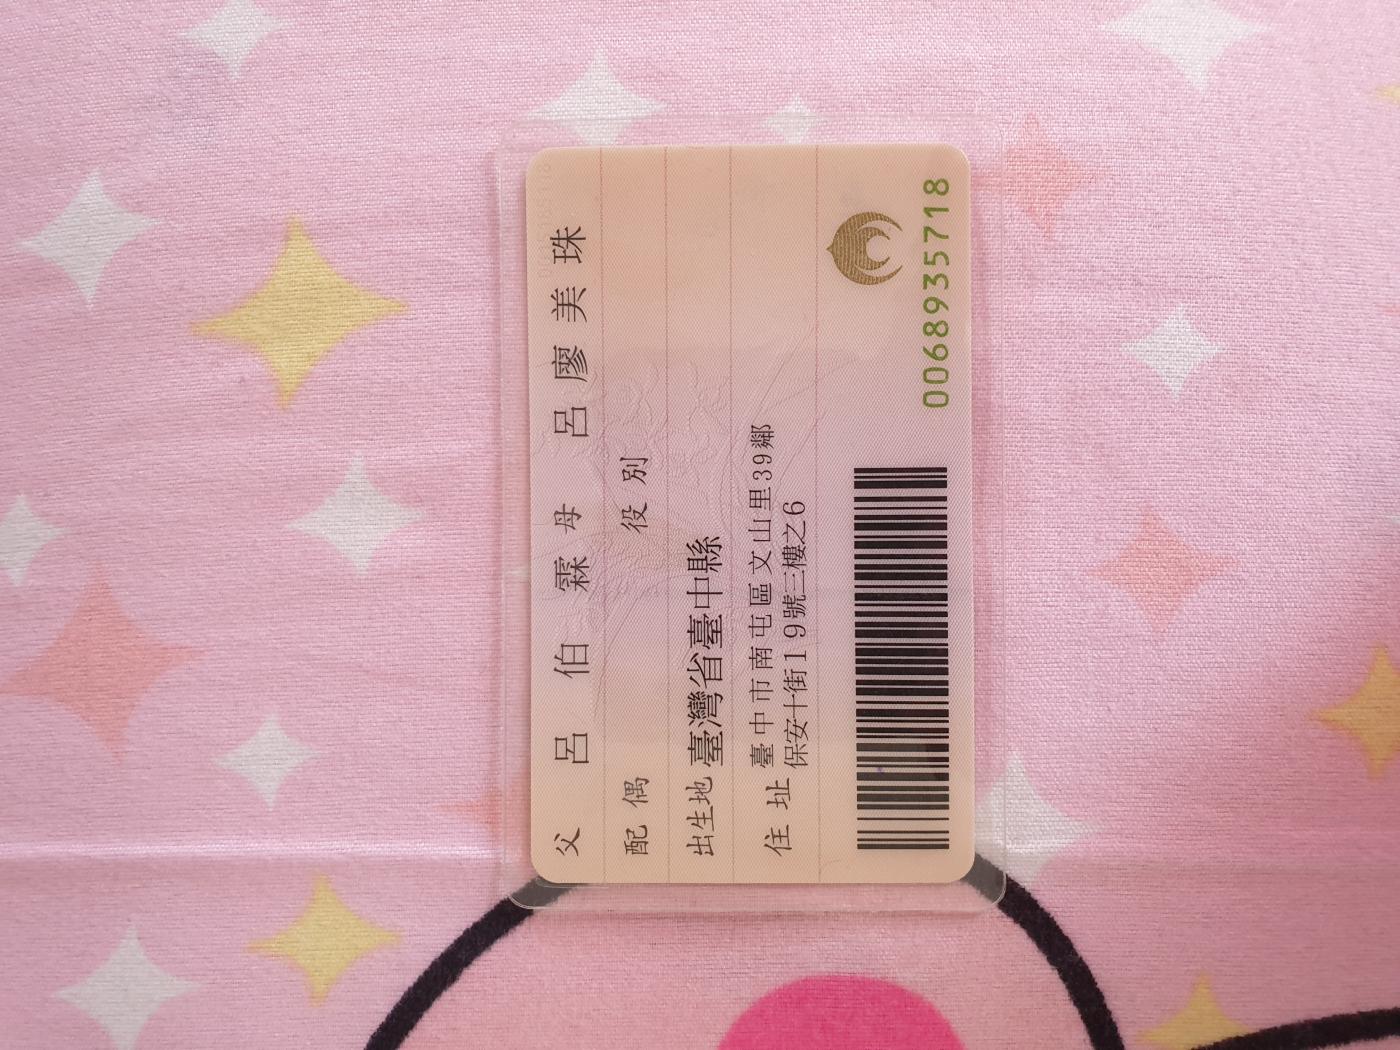 父 呂 伯 霖 母 呂 廖 美 珠
配偶 役別
出生地 臺灣省臺中縣
住址 臺中市南屯區文山里39鄰
保安十街19號三樓之6
0068935718